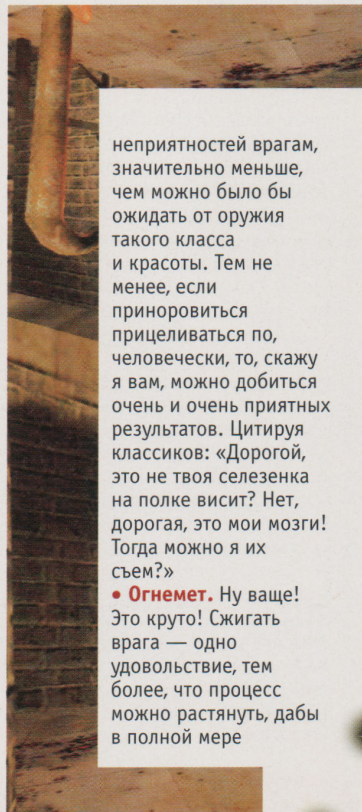 неприятностей врагам,
значительно меньше,
чем можно было бы
ожидать от оружия
такого класса
и красоты. Тем не
менее, если
приноровиться
прицеливаться по,
человечески, то, скажу
я вам, можно добиться
очень и очень приятных
результатов. Цитируя
классиков: «Дорогой,
это не твоя селезенка
на полке висит? Нет,
дорогая, это мои мозги!
Тогда можно я их
съем?»
• Огнемет. Ну ваще!
Это круто! Сжигать
врага — одно
удовольствие, тем
более, что процесс
можно растянуть, дабы
в полной мере